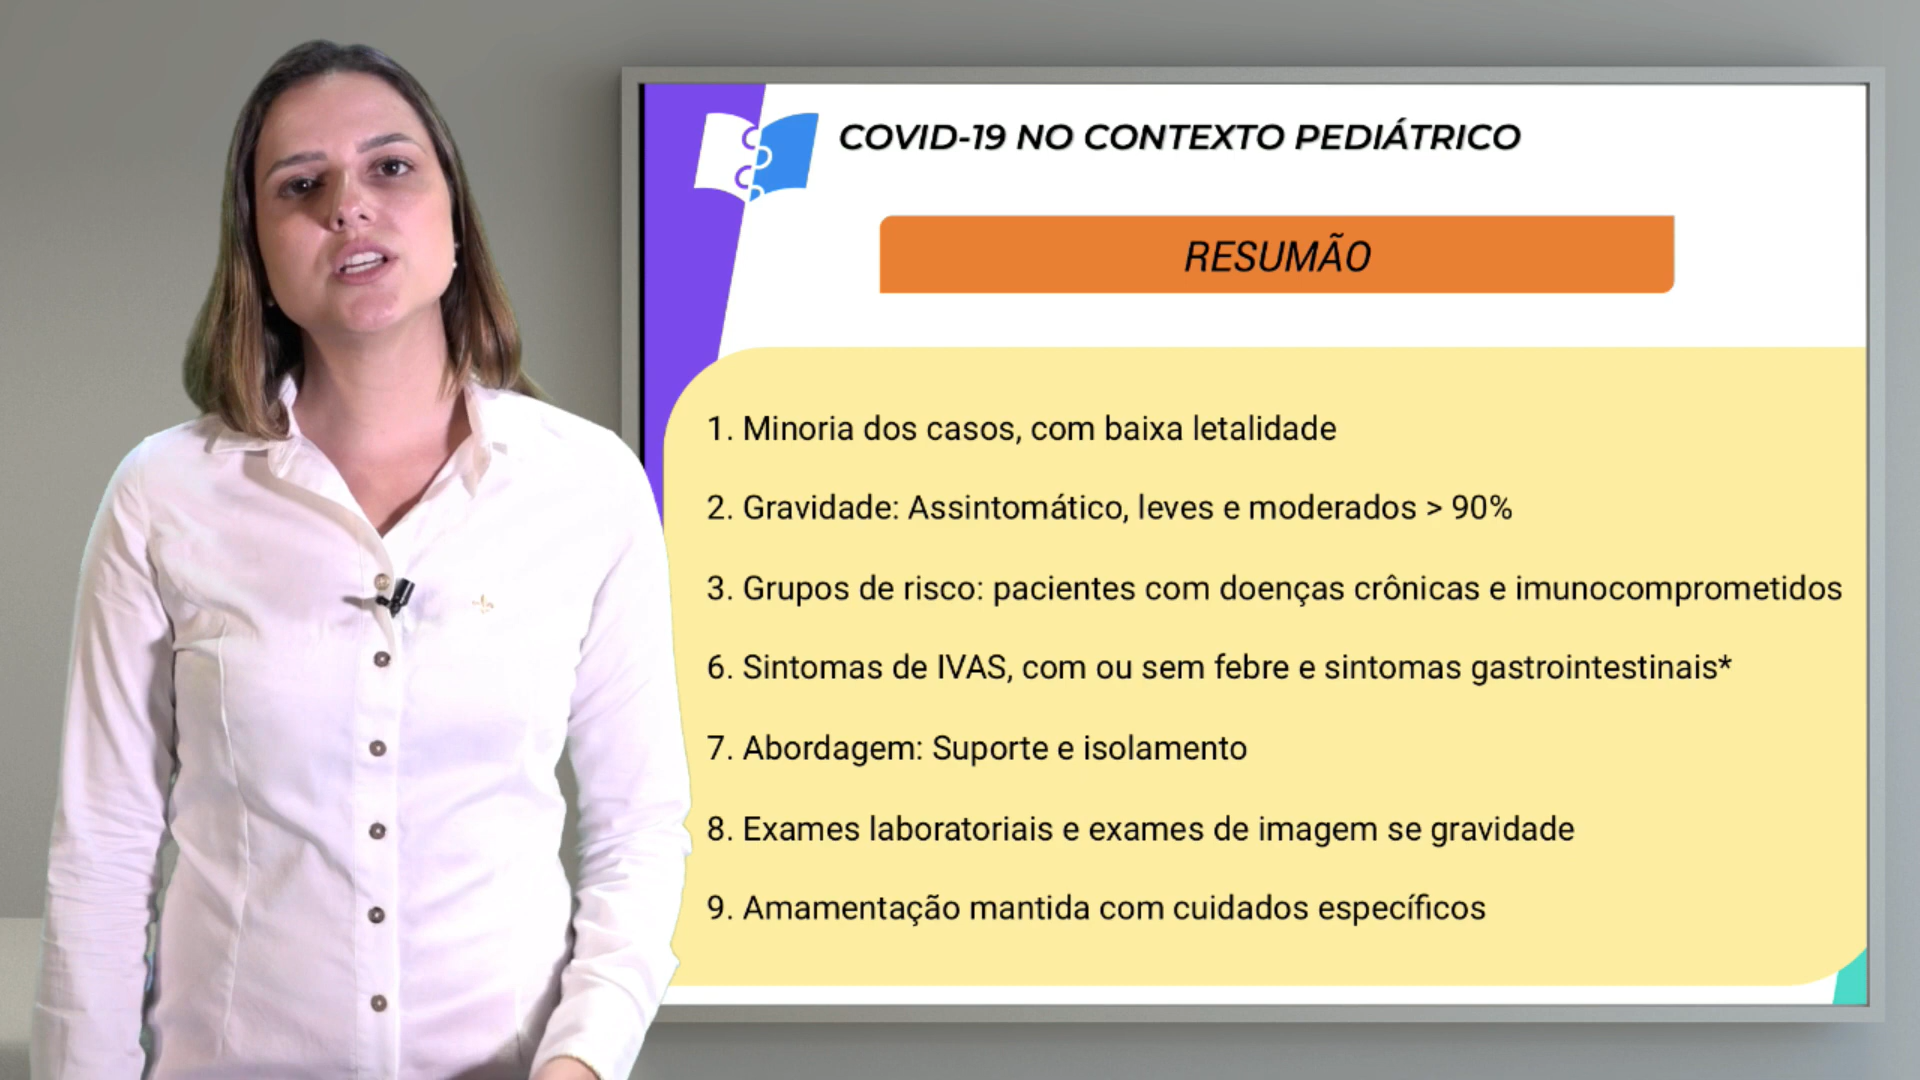 COVID-19 NO CONTEXTO PEDIÁTRICO
RESUMÃO
1. Minoria dos casos, com baixa letalidade
2. Gravidade: Assintomático, leves e moderados > 90%
3. Grupos de risco: pacientes com doenças crônicas e imunocomprometidos
6. Sintomas de IVAS, com ou sem febre e sintomas gastrointestinais*
7. Abordagem: Suporte e isolamento
8. Exames laboratoriais e exames de imagem se gravidade
9. Amamentação mantida com cuidados específicos